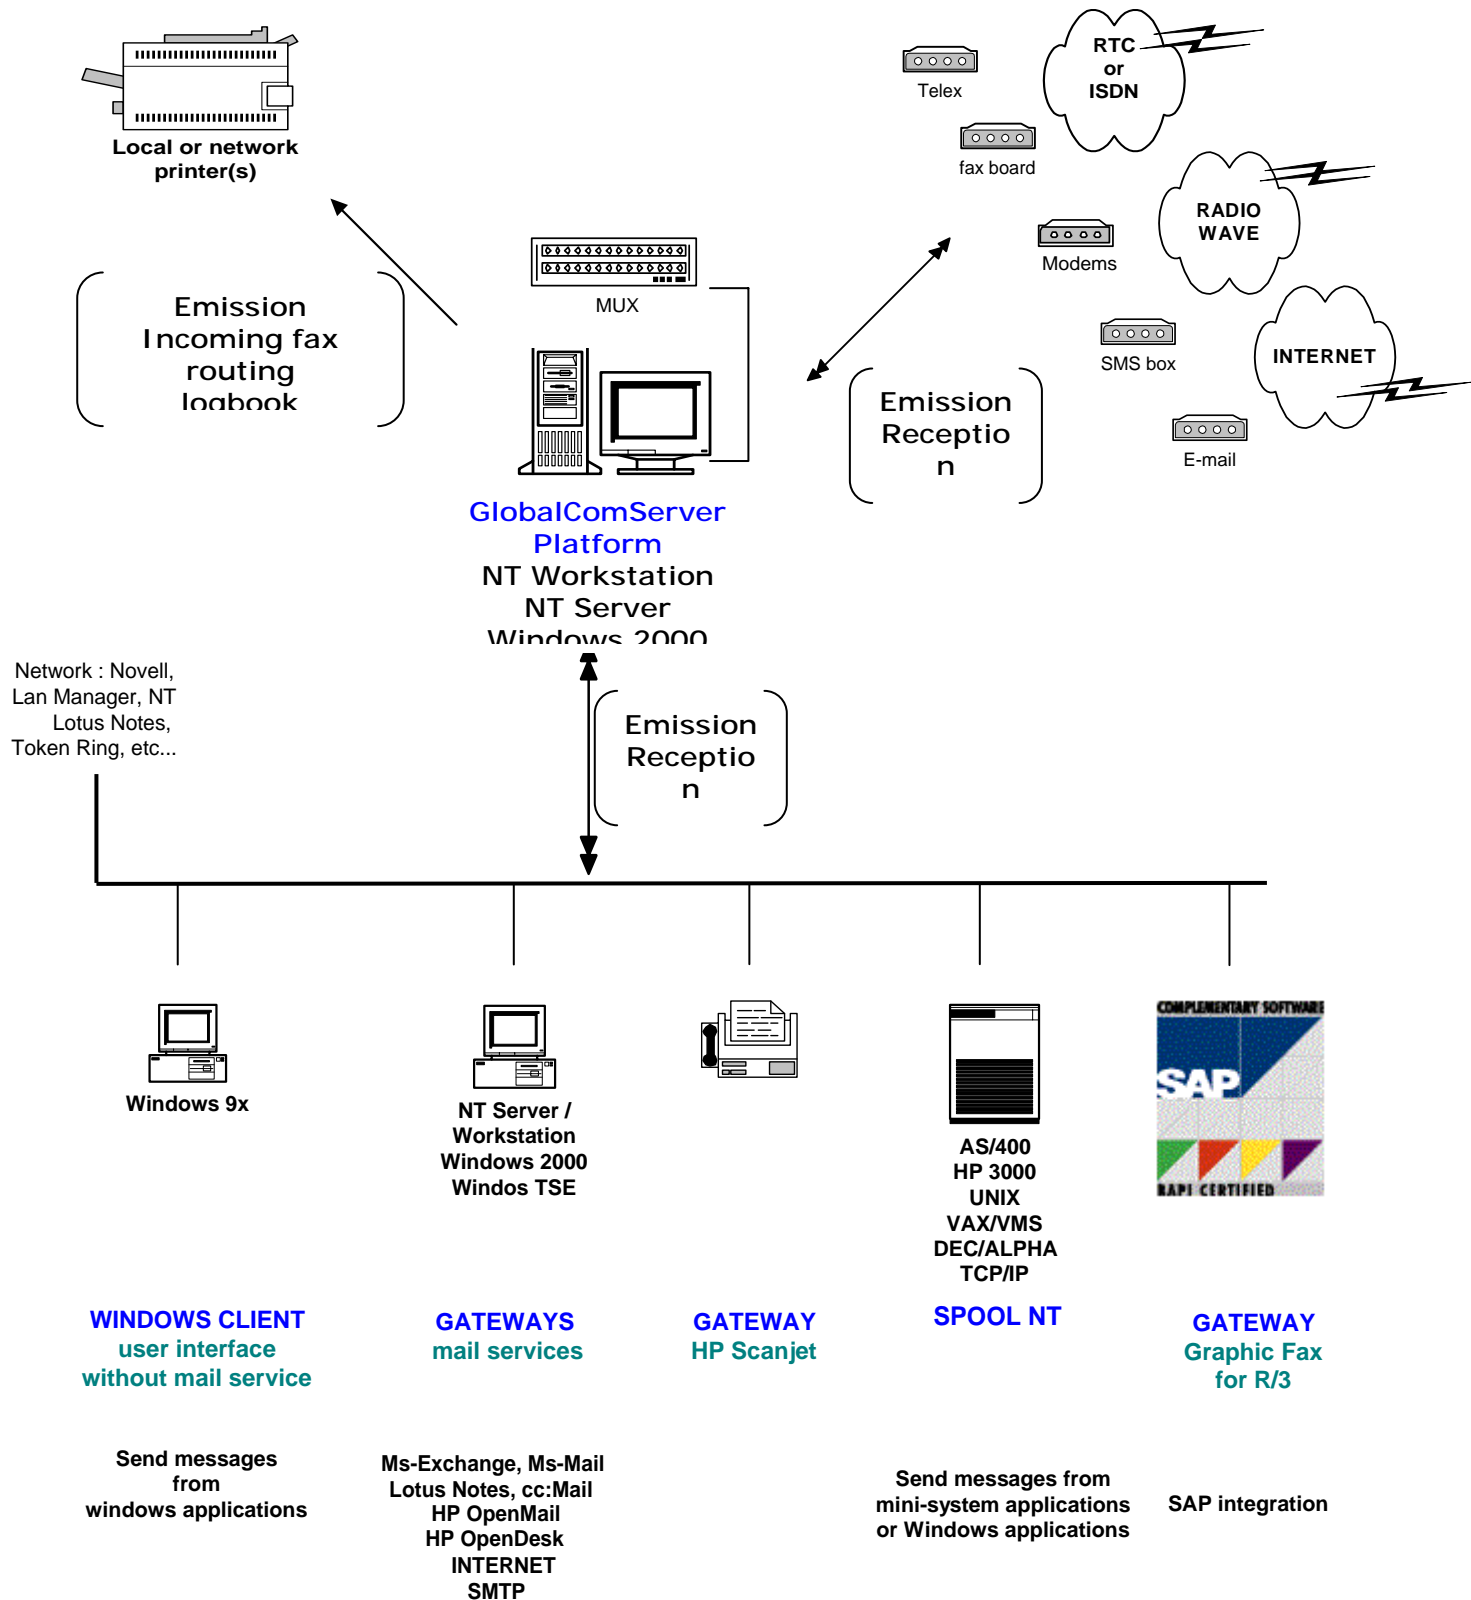 Local or network
printer(s)
Telex
fax board
Modems
SMS box
E-mail
RTC
or
ISDN
RADIO
WAVE
INTERNET
MUX
Emission
Incoming fax
routing
logbook
Emission
Receptio
n
GlobalComServer
Platform
NT Workstation
NT Server
Windows 2000
Network : Novell,
Lan Manager, NT
Lotus Notes,
Token Ring, etc...
Emission
Receptio
n
Windows 9x
NT Server /
Workstation
Windows 2000
Windos TSE
AS/400
HP 3000
UNIX
VAX/VMS
DEC/ALPHA
TCP/IP
COMPLEMENTARY SOFTWARE
SAP
BAPI CERTIFIED
WINDOWS CLIENT
user interface
without mail service
GATEWAYS
mail services
GATEWAY
HP Scanjet
SPOOL NT
GATEWAY
Graphic Fax
for R/3
Send messages
from
windows applications
Ms-Exchange, Ms-Mail
Lotus Notes, cc:Mail
HP OpenMail
HP OpenDesk
INTERNET
SMTP
Send messages from
mini-system applications
or Windows applications
SAP integration